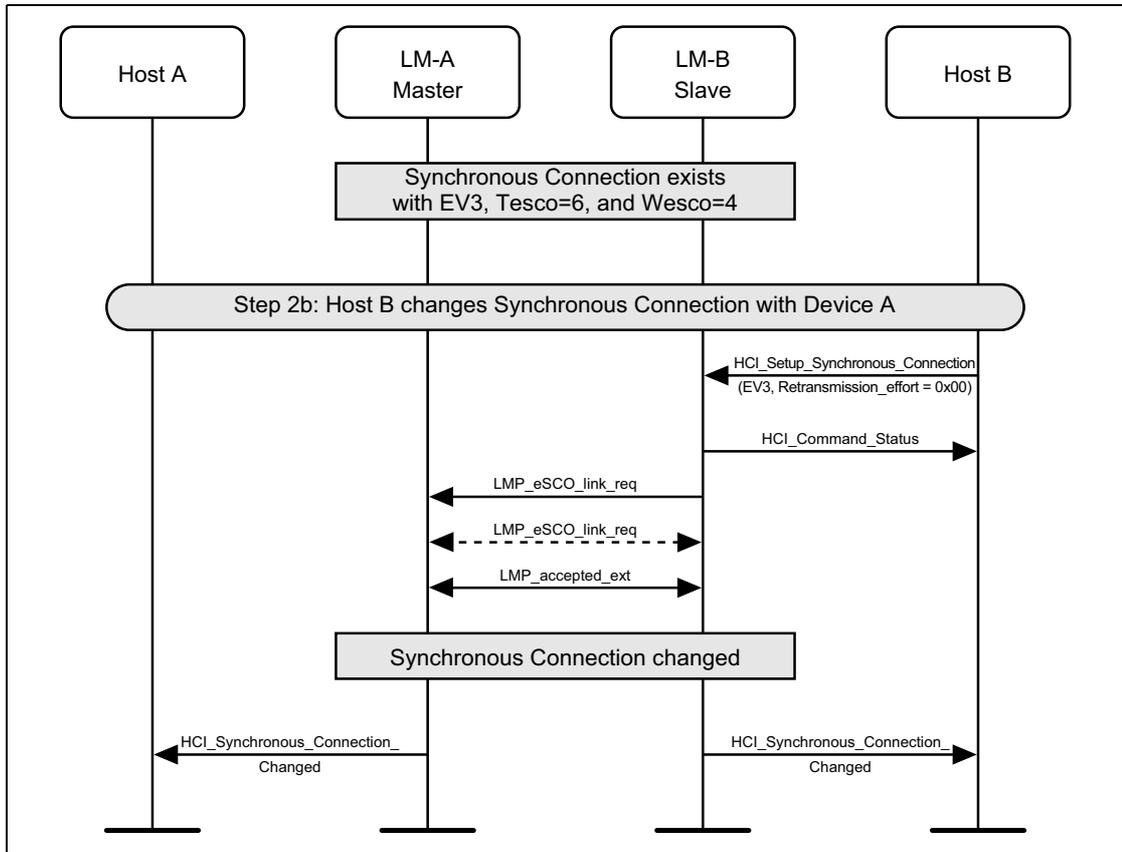 Host A
LM-A
Master
LM-B
Slave
Host B
Synchronous Connection exists
with EV3, Tesco=6, and Wesco=4
Step 2b: Host B changes Synchronous Connection with Device A
HCI_Setup_Synchronous_Connection
(EV3, Retransmission_effort = 0x00)
HCI_Command_Status
LMP_eSCO_link_req
LMP_eSCO_link_req
LMP_accepted_ext
Synchronous Connection changed
HCI_Synchronous_Connection_
Changed
HCI_Synchronous_Connection_
Changed